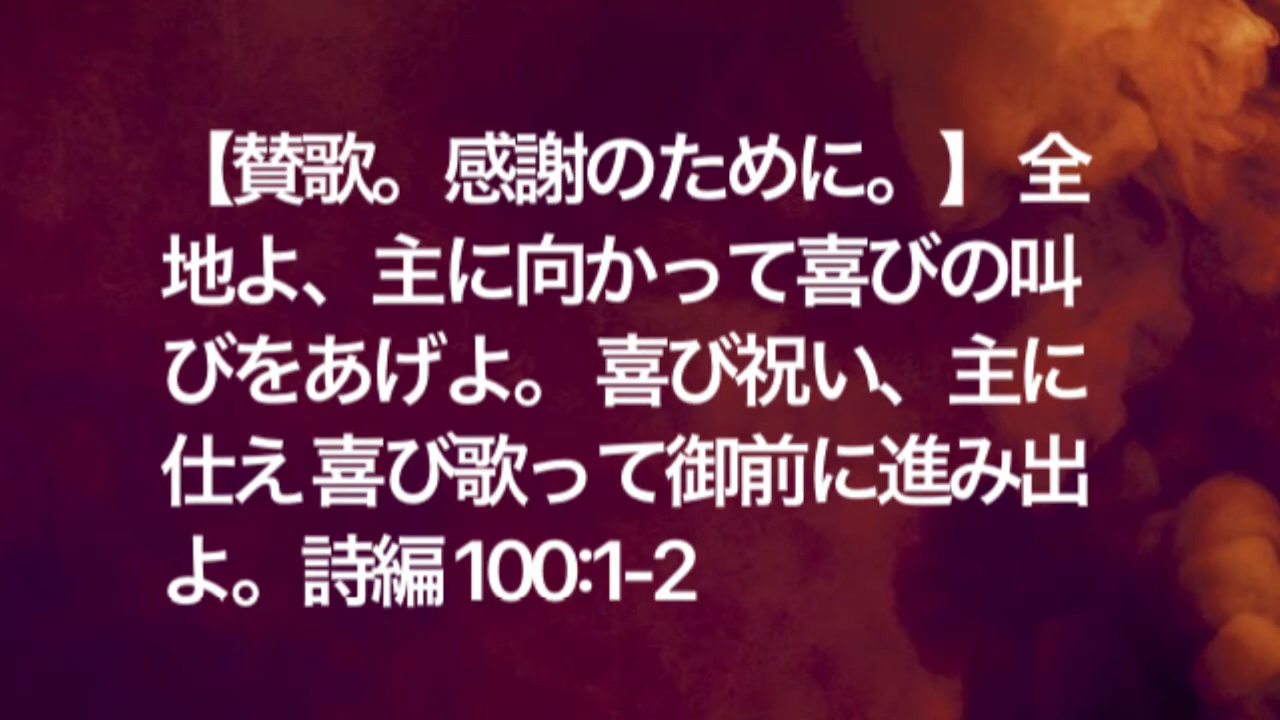 【賛歌。感謝のために。】 全
地よ、主に向かって喜びの叫
びをあげよ。 喜び祝い、主に
仕え 喜び歌って御前に進み出
よ。詩編 100:1-2